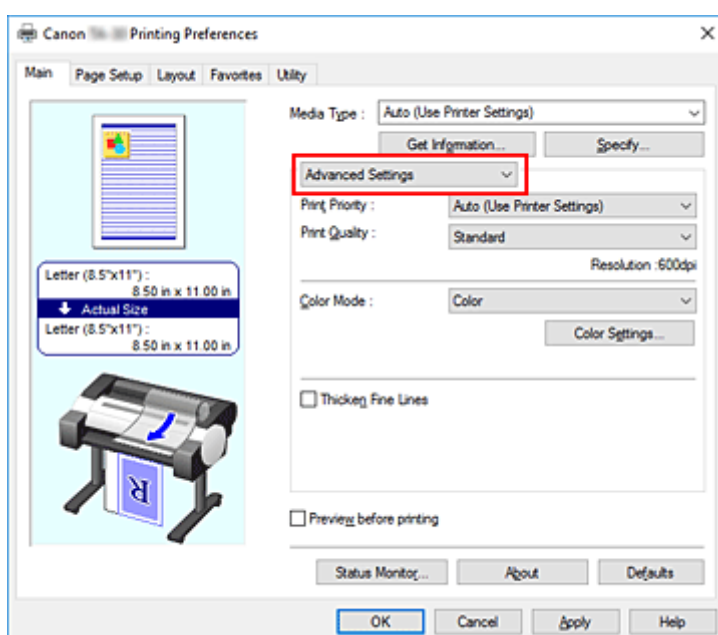 Canon Printing Preferences
Main Page Setup Layout Favorites Utility
Media Type : Auto (Use Printer Settings)
Get Information... Specify...
Advanced Settings
Print Priority : Auto (Use Printer Settings)
Print Quality : Standard
Resolution :600dpi
Letter (8.5"x11") :
8.50 in x 11.00 in
Actual Size
Letter (8.5"x11") :
8.50 in x 11.00 in
Color Mode : Color
Color Settings...
Thicken Fine Lines
R
Preview before printing
Status Monitor... About Defaults
OK Cancel Apply Help